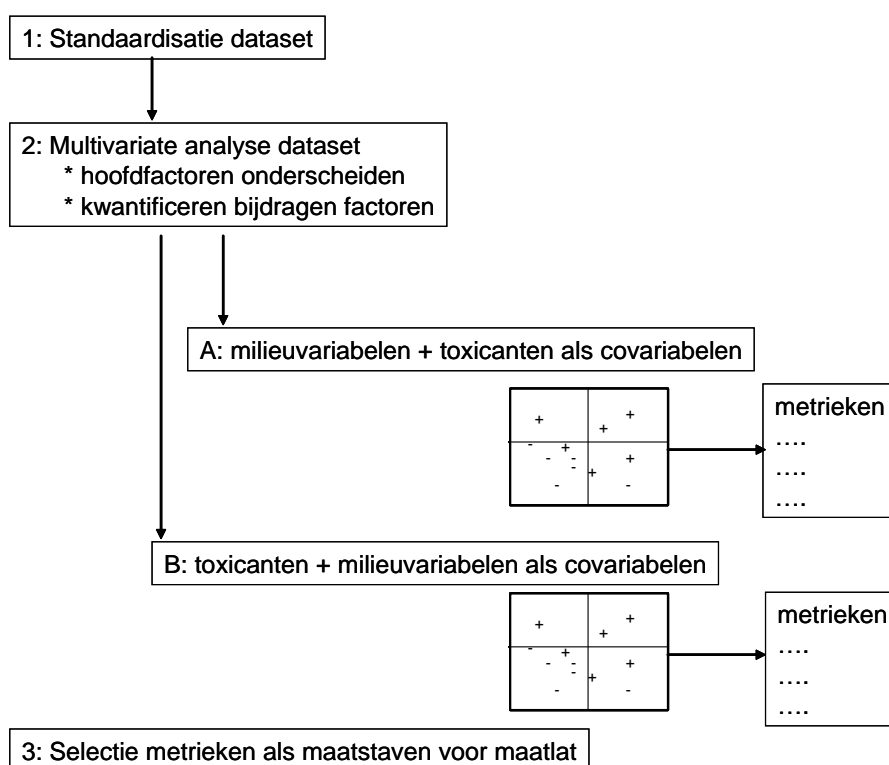 1: Standaardisatie dataset
2: Multivariate analyse dataset
* hoofdfactoren onderscheiden
* kwantificeren bijdragen factoren
A: milieuvariabelen + toxicanten als covariabelen
metrieken
....
....
....
B: toxicanten + milieuvariabelen als covariabelen
metrieken
....
....
....
3: Selectie metrieken als maatstaven voor maatlat